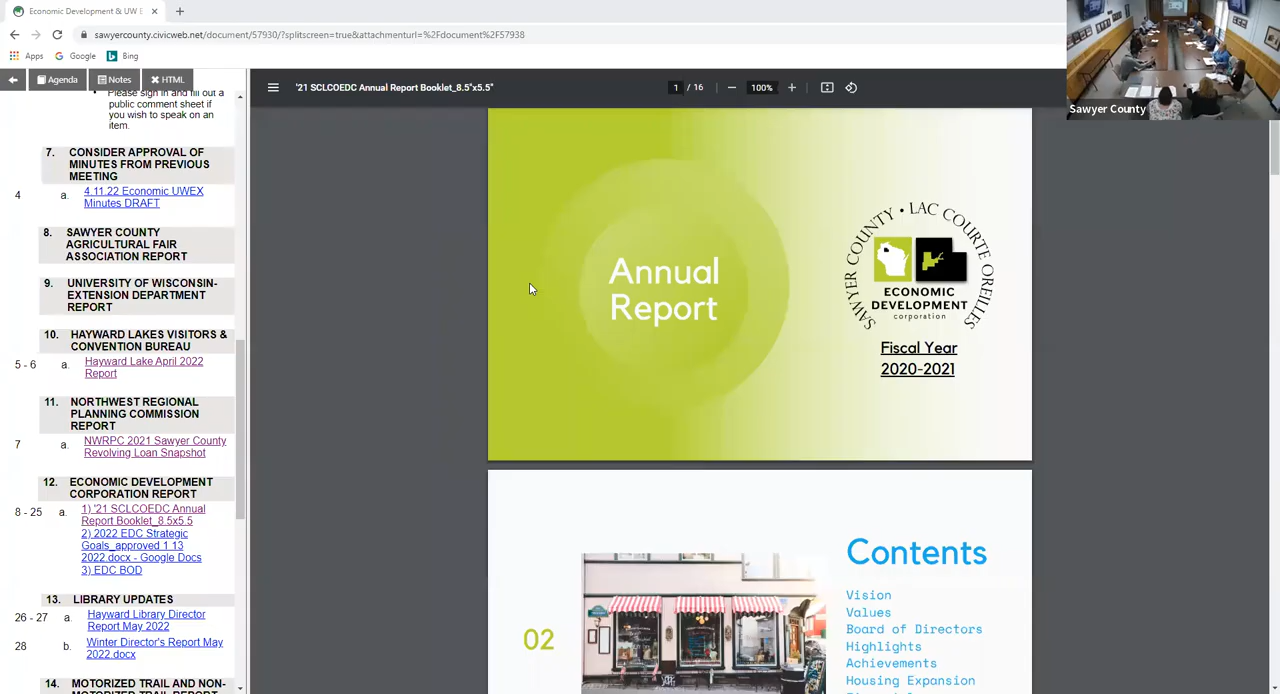 Economic Development & UW E
sawyercounty.civicweb.net/document/57930/?splitscreen=true&attachmenturl=%2Fdocument%2F57938
Apps
Google
Bing
Agenda
Notes
HTML
Please sign in and fill out a
public comment sheet if
you wish to speak on an
item.
7. CONSIDER APPROVAL OF
MINUTES FROM PREVIOUS
MEETING
4 a. 4.11.22 Economic UWEX
Minutes DRAFT
8. SAWYER COUNTY
AGRICULTURAL FAIR
ASSOCIATION REPORT
9. UNIVERSITY OF WISCONSIN-
EXTENSION DEPARTMENT
REPORT
10. HAYWARD LAKES VISITORS &
CONVENTION BUREAU
5 - 6 a. Hayward Lake April 2022
Report
11. NORTHWEST REGIONAL
PLANNING COMMISSION
REPORT
7 a. NWRPC 2021 Sawyer County
Revolving Loan Snapshot
12. ECONOMIC DEVELOPMENT
CORPORATION REPORT
8 - 25 a. 1) '21 SCLCOEDC Annual
Report Booklet_8.5x5.5
2) 2022 EDC Strategic
Goals_approved 1 13
2022.docx - Google Docs
3) EDC BOD
13. LIBRARY UPDATES
26 - 27 a. Hayward Library Director
Report May 2022
28 b. Winter Director's Report May
2022.docx
14. MOTORIZED TRAIL AND NON-
MOTORIZED TRAIL REPORT
'21 SCLCOEDC Annual Report Booklet_8.5"x5.5"
1 / 16
100%
Annual
Report
SAWYER COUNTY • LAC COURTE OREILLES
ECONOMIC
DEVELOPMENT
corporation
Fiscal Year
2020-2021
02
Contents
Vision
Values
Board of Directors
Highlights
Achievements
Housing Expansion
Sawyer County